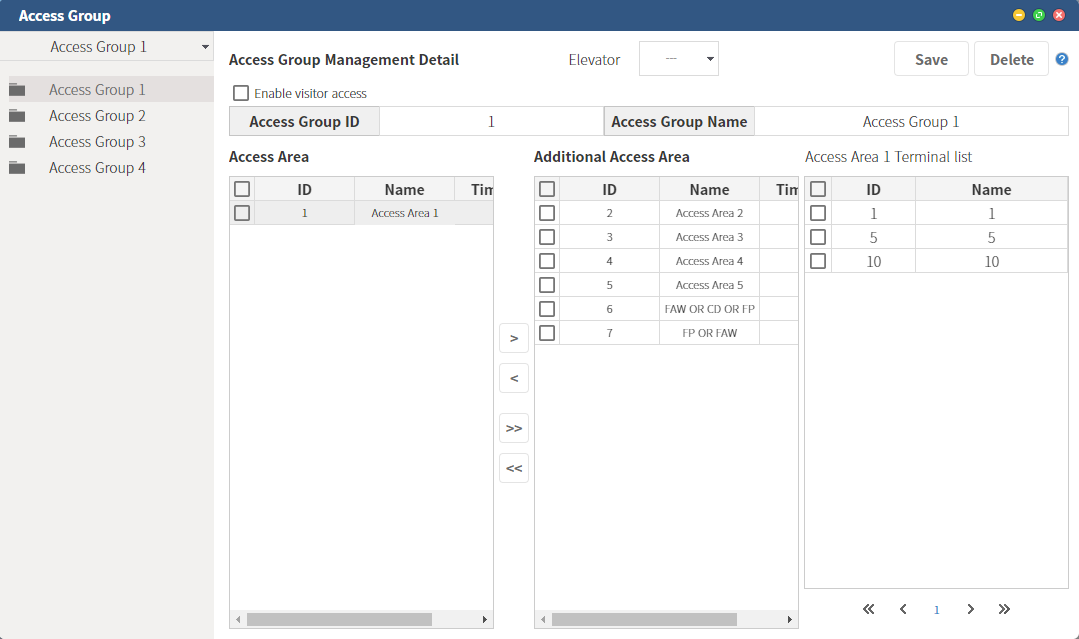 Access Group
Access Group 1
Access Group 1
Access Group 2
Access Group 3
Access Group 4
Access Group Management Detail
Elevator
---
Save
Delete
?
Enable visitor access
Access Group ID
1
Access Group Name
Access Group 1
Access Area
ID Name Tim
1 Access Area 1
>
<
>>
<<
Additional Access Area
ID Name Tim
2 Access Area 2
3 Access Area 3
4 Access Area 4
5 Access Area 5
6 FAW OR CD OR FP
7 FP OR FAW
Access Area 1 Terminal list
ID Name
1 1
5 5
10 10
« ‹ 1 › »